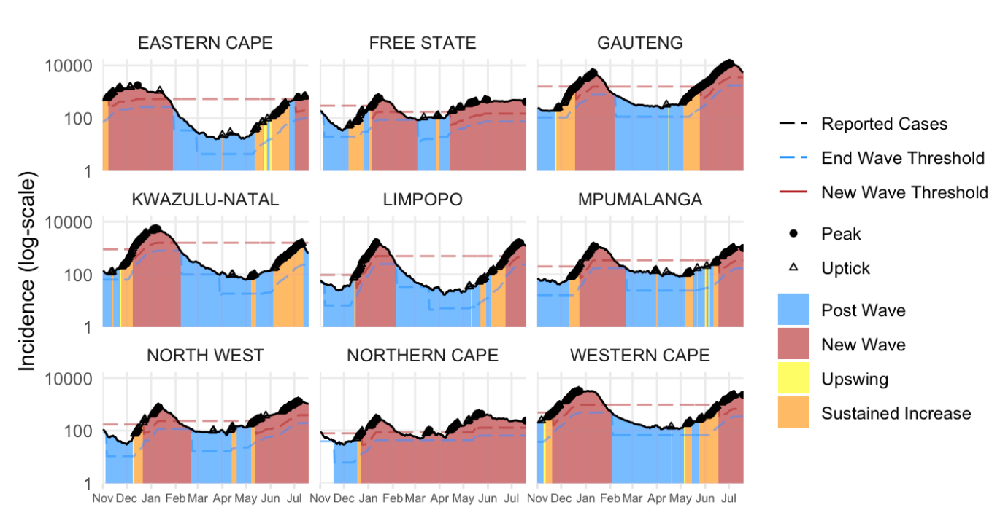 EASTERN CAPE FREE STATE GAUTENG
10000
100
1
KWAZULU-NATAL LIMPOPO MPUMALANGA
10000
100
1
NORTH WEST NORTHERN CAPE WESTERN CAPE
10000
100
1
Nov Dec Jan Feb Mar Apr May Jun Jul Nov Dec Jan Feb Mar Apr May Jun Jul Nov Dec Jan Feb Mar Apr May Jun Jul
Incidence (log-scale)
Reported Cases
End Wave Threshold
New Wave Threshold
Peak
Uptick
Post Wave
New Wave
Upswing
Sustained Increase